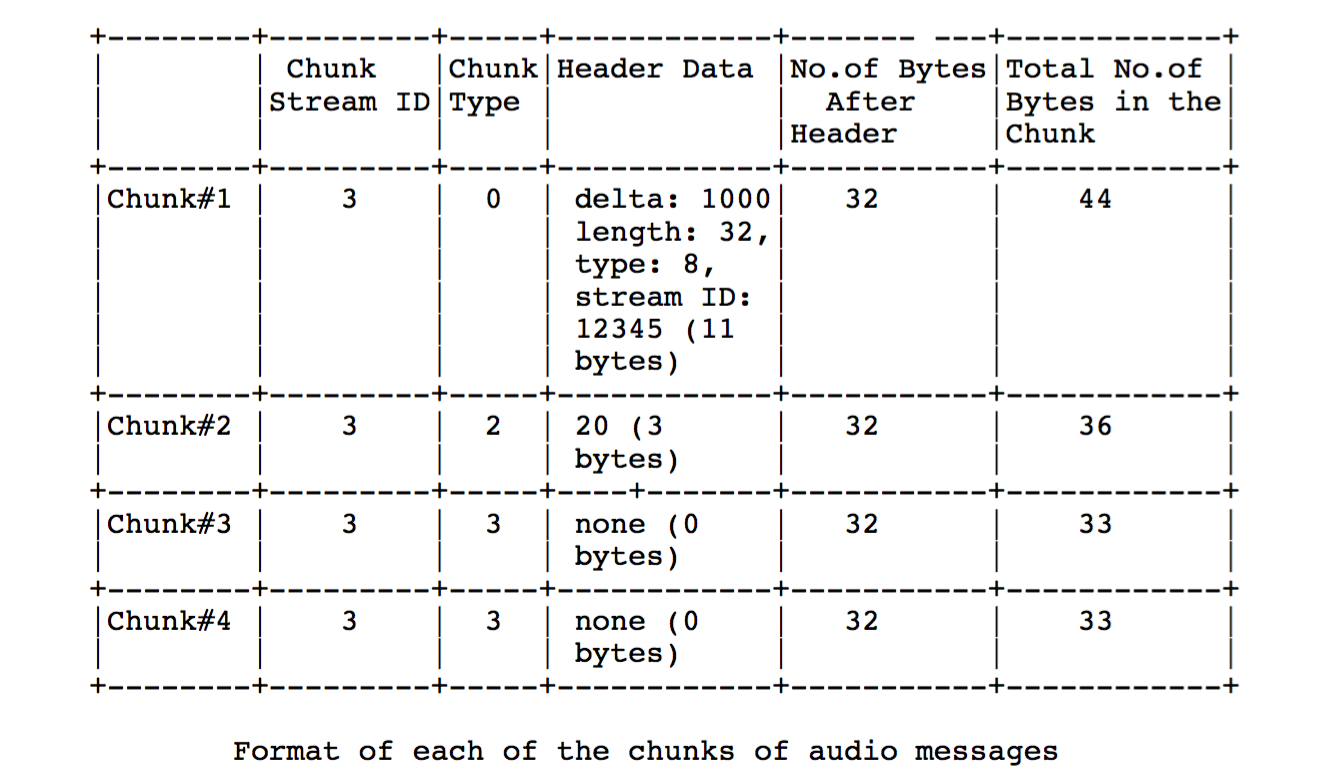 +--------+---------+-----+------------+------- ---+------------+
|        | Chunk   |Chunk|Header Data |No.of Bytes|Total No.of |
|        |Stream ID|Type |            |  After    |Bytes in the|
|        |         |     |            |Header     |Chunk       |
+--------+---------+-----+------------+-----------+------------+
|Chunk#1 |    3    |  0  | delta: 1000|   32      |    44      |
|        |         |     | length: 32,|           |            |
|        |         |     | type: 8,   |           |            |
|        |         |     | stream ID: |           |            |
|        |         |     | 12345 (11  |           |            |
|        |         |     | bytes)     |           |            |
+--------+---------+-----+------------+-----------+------------+
|Chunk#2 |    3    |  2  | 20 (3      |   32      |    36      |
|        |         |     | bytes)     |           |            |
+--------+---------+-----+----+-------+-----------+------------+
|Chunk#3 |    3    |  3  | none (0    |   32      |    33      |
|        |         |     | bytes)     |           |            |
+--------+---------+-----+------------+-----------+------------+
|Chunk#4 |    3    |  3  | none (0    |   32      |    33      |
|        |         |     | bytes)     |           |            |
+--------+---------+-----+------------+-----------+------------+
Format of each of the chunks of audio messages